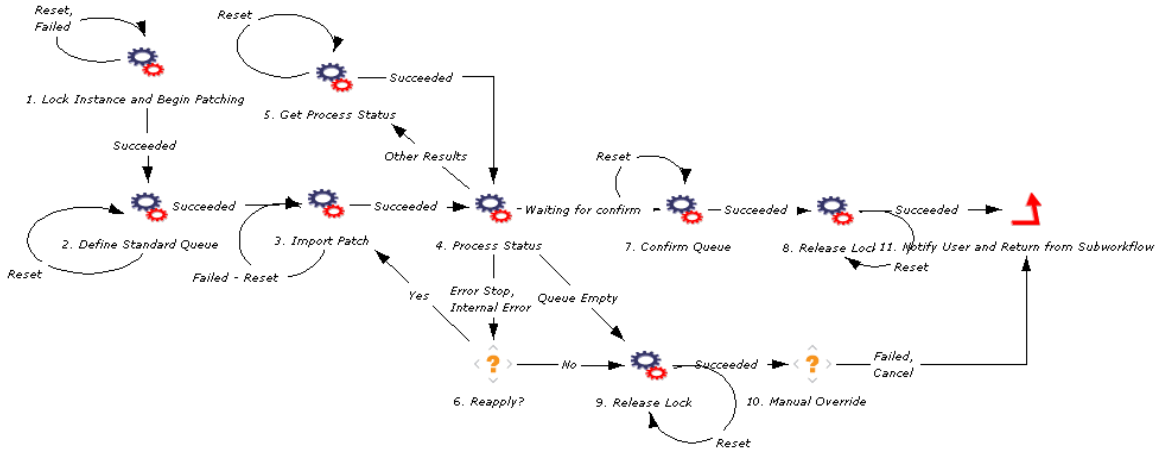 Reset,
Failed
Reset
Succeeded
1. Lock Instance and Begin Patching
5. Get Process Status
Succeeded
Other Results
Reset
Succeeded
Succeeded
Waiting for confirm
Succeeded
Succeeded
2. Define Standard Queue
3. Import Patch
4. Process Status
7. Confirm Queue
8. Release Lock
11. Notify User and Return from Subworkflow
Reset
Failed - Reset
Reset
Yes
Error Stop,
Internal Error
Queue Empty
No
Succeeded
Failed,
Cancel
6. Reapply?
9. Release Lock
10. Manual Override
Reset